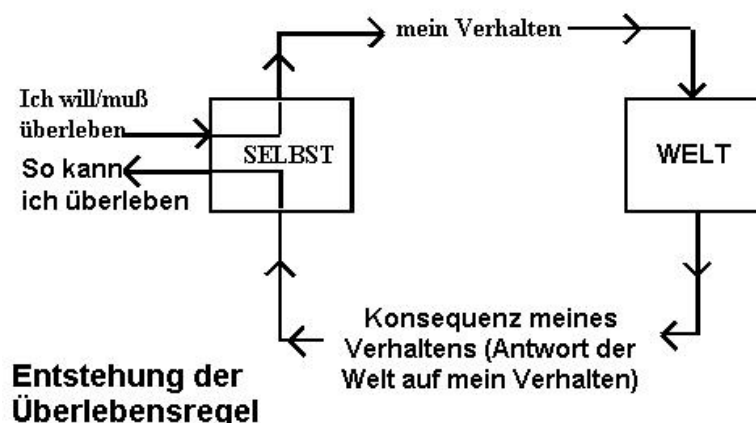 mein Verhalten
Ich will/muß
überleben
SELBST
WELT
So kann
ich überleben
Konsequenz meines
Verhaltens (Antwort der
Welt auf mein Verhalten)
Entstehung der
Überlebensregel